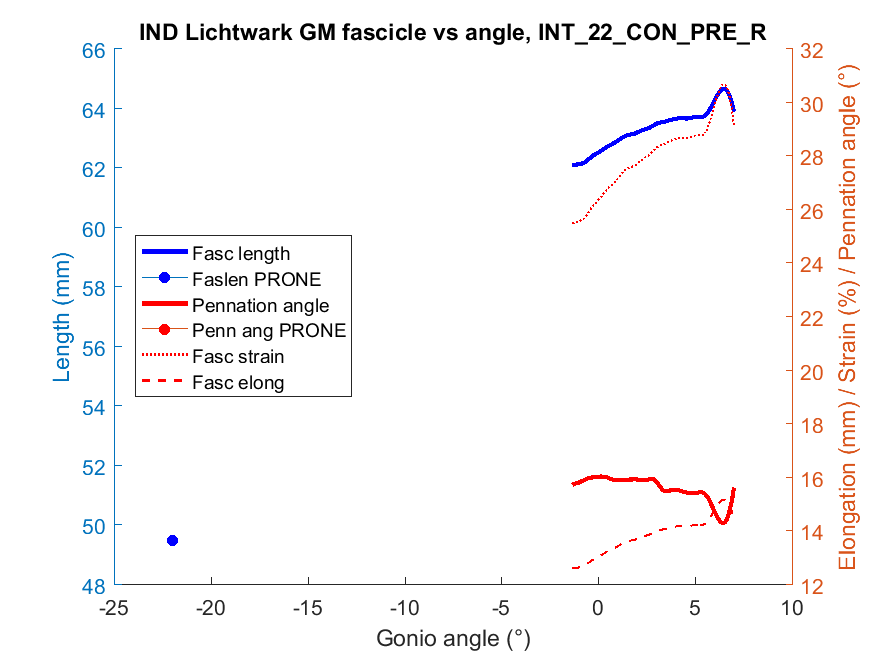 IND Lichtwark GM fascicle vs angle, INT_22_CON_PRE_R
66
64
62
60
58
56
54
52
50
48
Length (mm)
32
30
28
26
24
22
20
18
16
14
12
Elongation (mm) / Strain (%) / Pennation angle (°)
Fasc length
Faslen PRONE
Pennation angle
Penn ang PRONE
Fasc strain
Fasc elong
-25 -20 -15 -10 -5 0 5 10
Gonio angle (°)